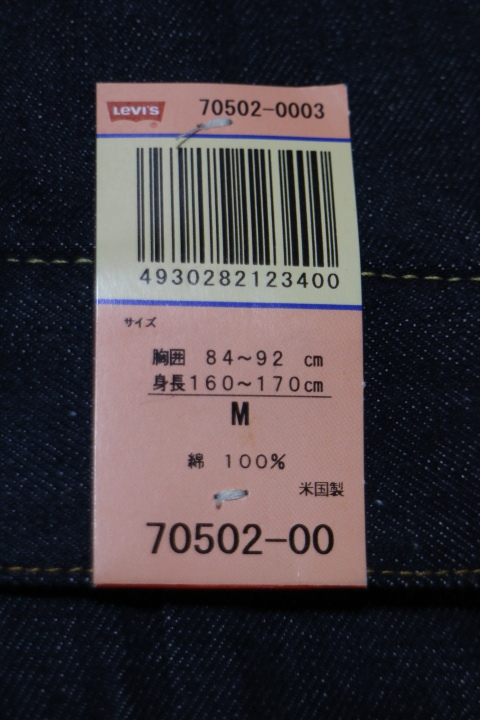 LEVI'S
®
70502-0003
4930282123400
サイズ
胸囲 84～92 cm
身長160～170cm
M
綿 100%
米国製
70502-00